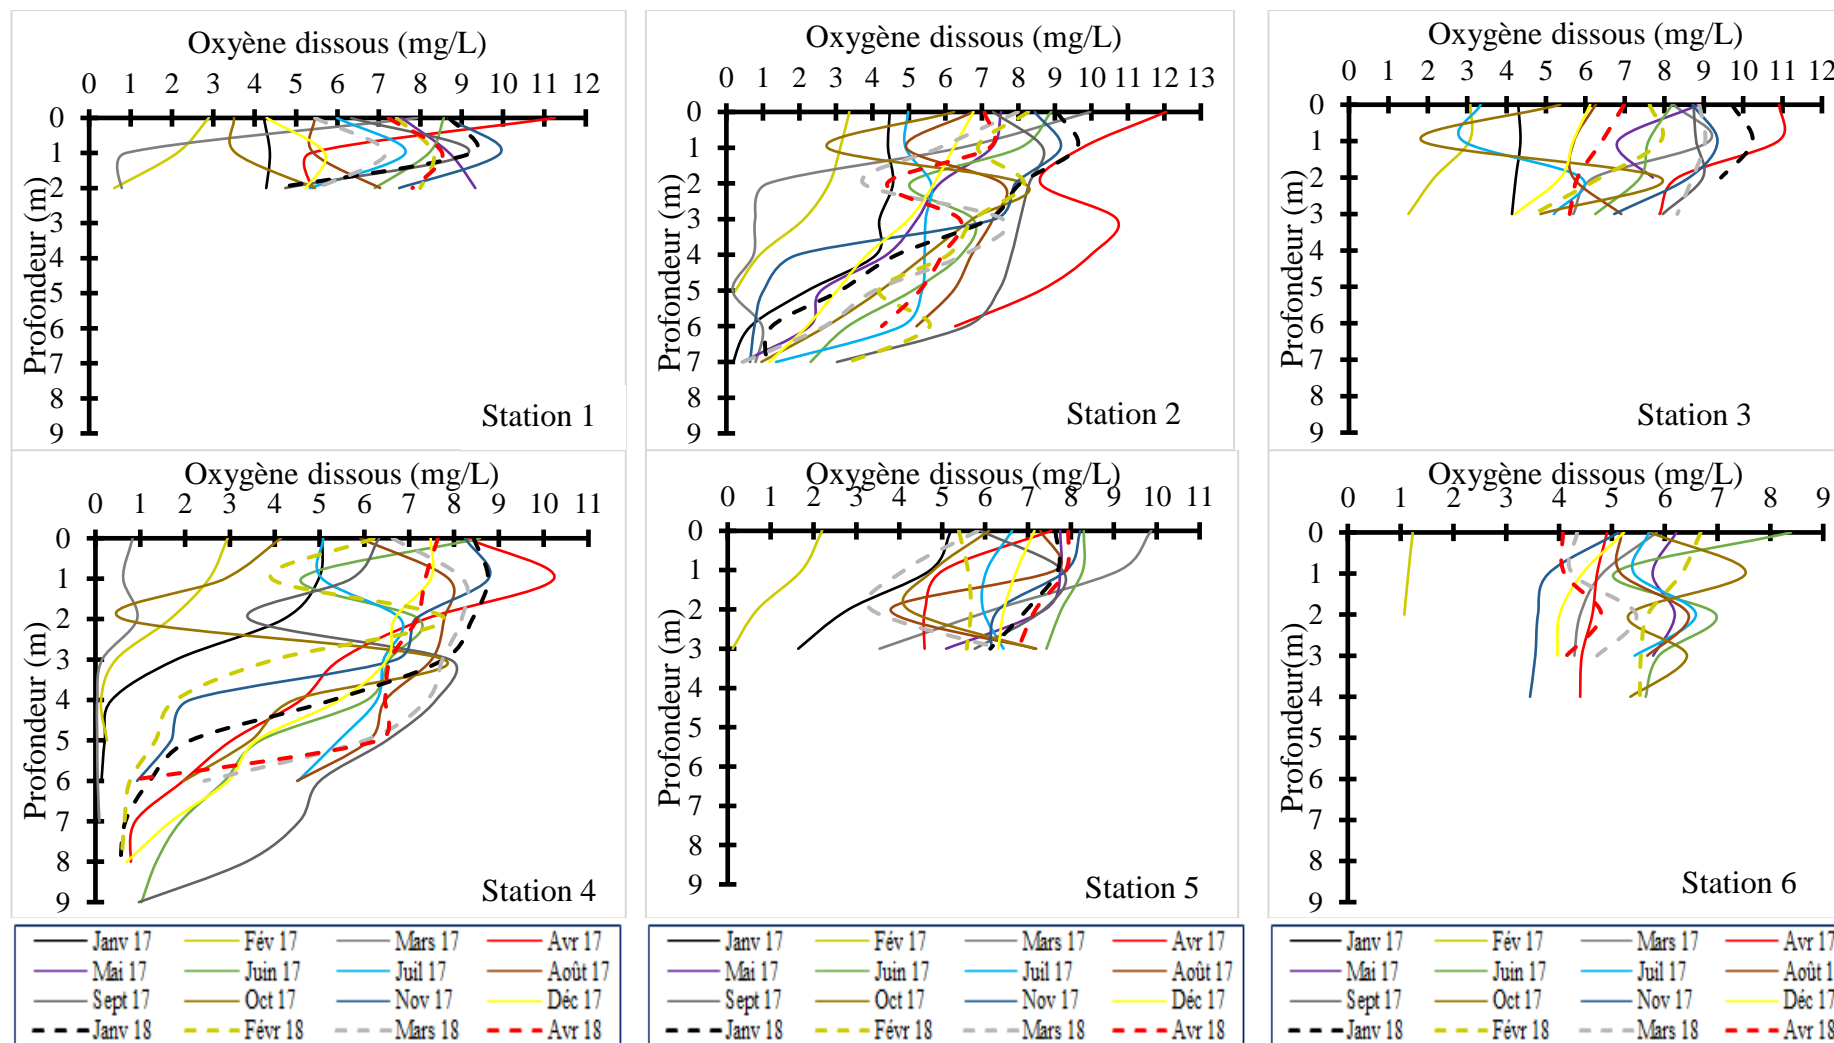 Oxyène dissous (mg/L)
0 1 2 3 4 5 6 7 8 9 10 11 12
0
1
2
3
4
5
6
7
8
9
Profondeur (m)
Station 1
Oxygène dissous (mg/L)
0 1 2 3 4 5 6 7 8 9 10 11 12 13
0
1
2
3
4
5
6
7
8
9
Profondeur (m)
Station 2
Oxygène dissous (mg/L)
0 1 2 3 4 5 6 7 8 9 10 11 12
0
1
2
3
4
5
6
7
8
9
Profondeur (m)
Station 3
Oxygène dissous (mg/L)
0 1 2 3 4 5 6 7 8 9 10 11
0
1
2
3
4
5
6
7
8
9
Profondeur (m)
Station 4
Oxygène dissous (mg/L)
0 1 2 3 4 5 6 7 8 9 10 11
0
1
2
3
4
5
6
7
8
9
Profondeur (m)
Station 5
Oxygène dissous (mg/L)
0 1 2 3 4 5 6 7 8 9
0
1
2
3
4
5
6
7
8
9
Profondeur(m)
Station 6
Janv 17 Fév 17 Mars 17 Avr 17
Mai 17 Juin 17 Juil 17 Août 17
Sept 17 Oct 17 Nov 17 Déc 17
Janv 18 Févr 18 Mars 18 Avr 18
Janv 17 Fév 17 Mars 17 Avr 17
Mai 17 Juin 17 Juil 17 Août 17
Sept 17 Oct 17 Nov 17 Déc 17
Janv 18 Févr 18 Mars 18 Avr 18
Janv 17 Fév 17 Mars 17 Avr 17
Mai 17 Juin 17 Juil 17 Août 1
Sept 17 Oct 17 Nov 17 Déc 17
Janv 18 Févr 18 Mars 18 Avr 18